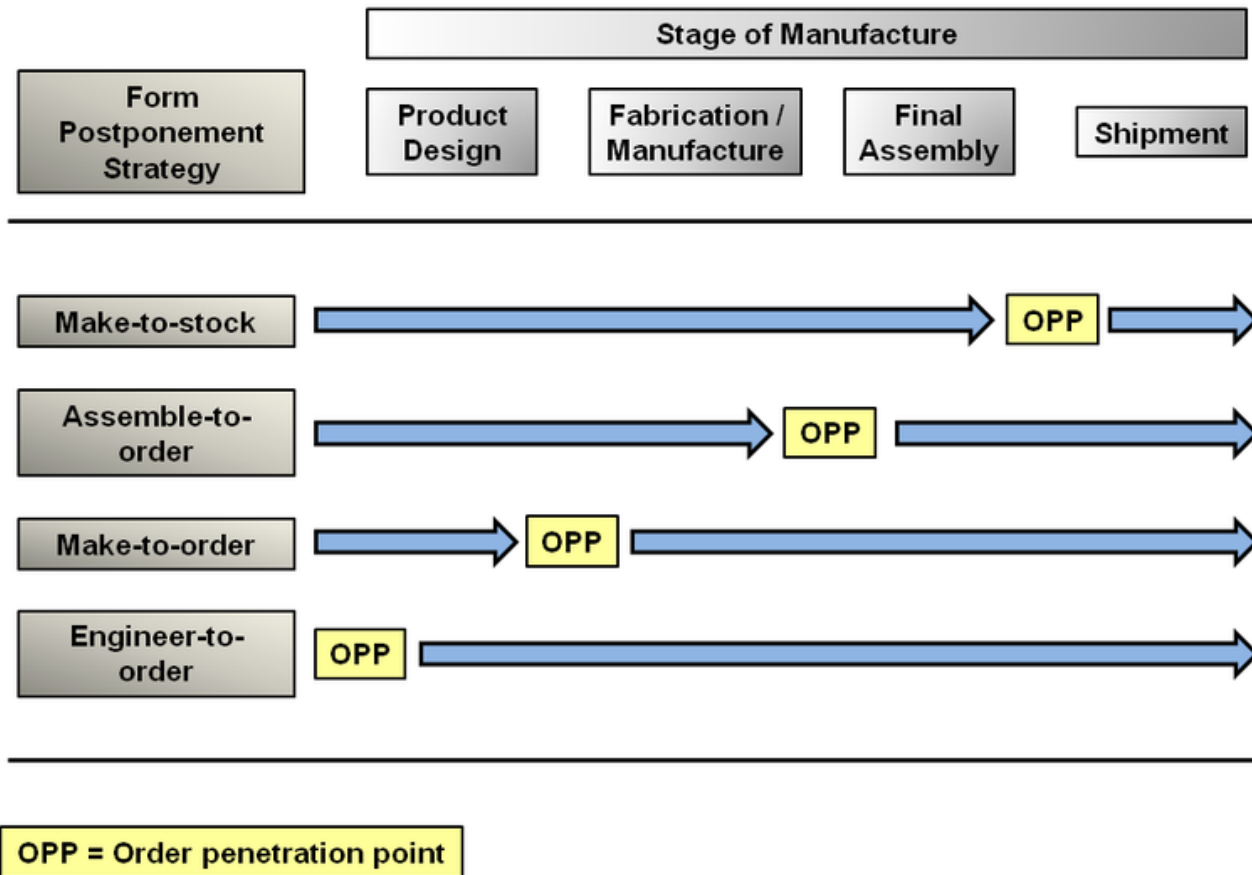 Stage of Manufacture
Form
Postponement
Strategy
Product
Design
Fabrication /
Manufacture
Final
Assembly
Shipment
Make-to-stock
OPP
Assemble-to-
order
OPP
Make-to-order
OPP
Engineer-to-
order
OPP
OPP = Order penetration point